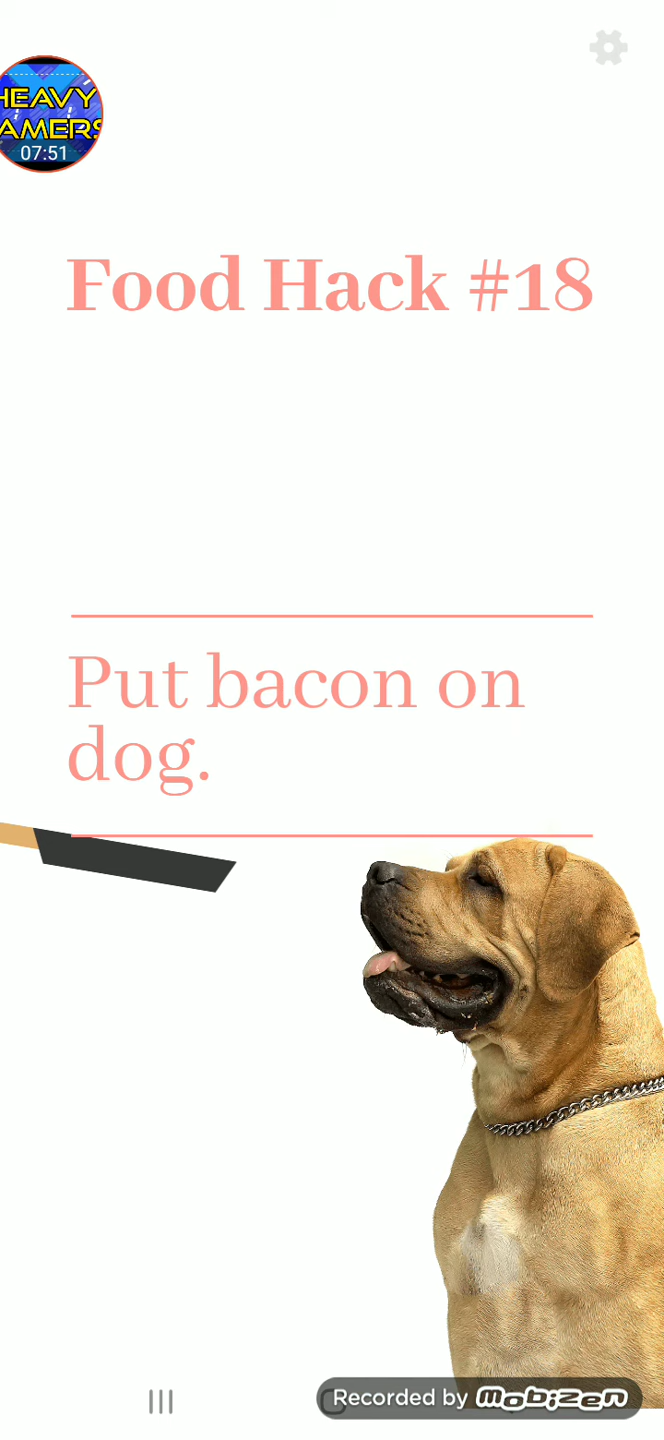 HEAVY
AMERS
07:51
Food Hack #18
Put bacon on
dog.
Recorded by mobizen